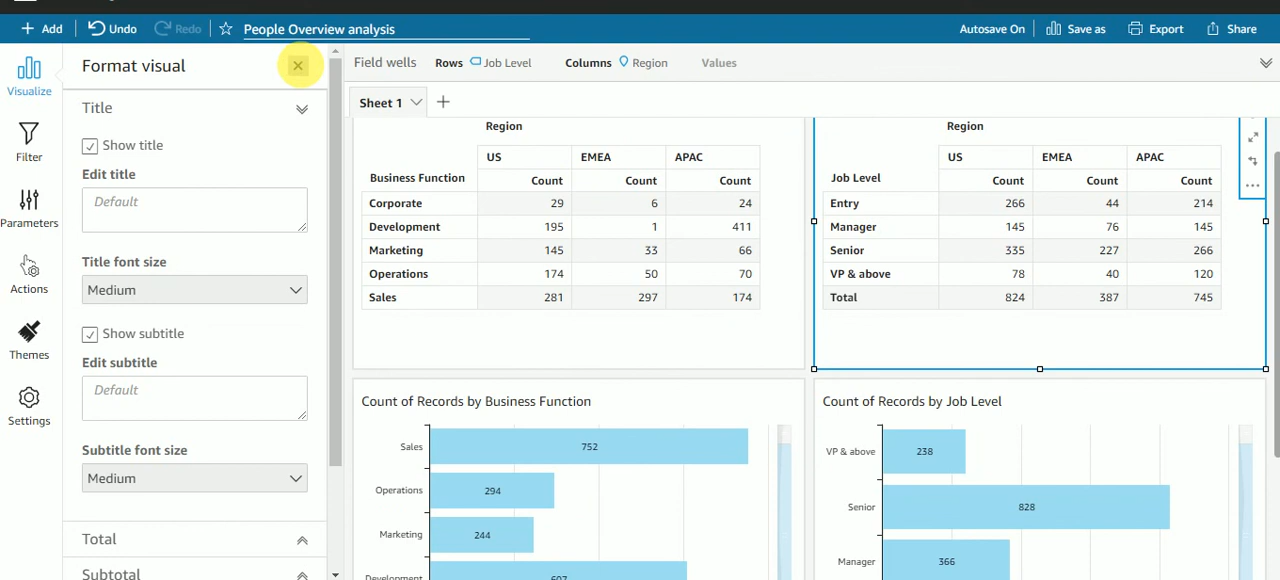 Add Undo Redo People Overview analysis Autosave On Save as Export Share
Visualize
Filter
Parameters
Actions
Themes
Settings
Format visual
Title
Show title
Edit title
Default
Title font size
Medium
Show subtitle
Edit subtitle
Default
Subtitle font size
Medium
Total
Subtotal
Field wells Rows Job Level Columns Region Values
Sheet 1
Region
US EMEA APAC
Business Function Count Count Count
Corporate 29 6 24
Development 195 1 411
Marketing 145 33 66
Operations 174 50 70
Sales 281 297 174
Region
US EMEA APAC
Job Level Count Count Count
Entry 266 44 214
Manager 145 76 145
Senior 335 227 266
VP & above 78 40 120
Total 824 387 745
Count of Records by Business Function
Sales 752
Operations 294
Marketing 244
Development 607
Count of Records by Job Level
VP & above 238
Senior 828
Manager 366